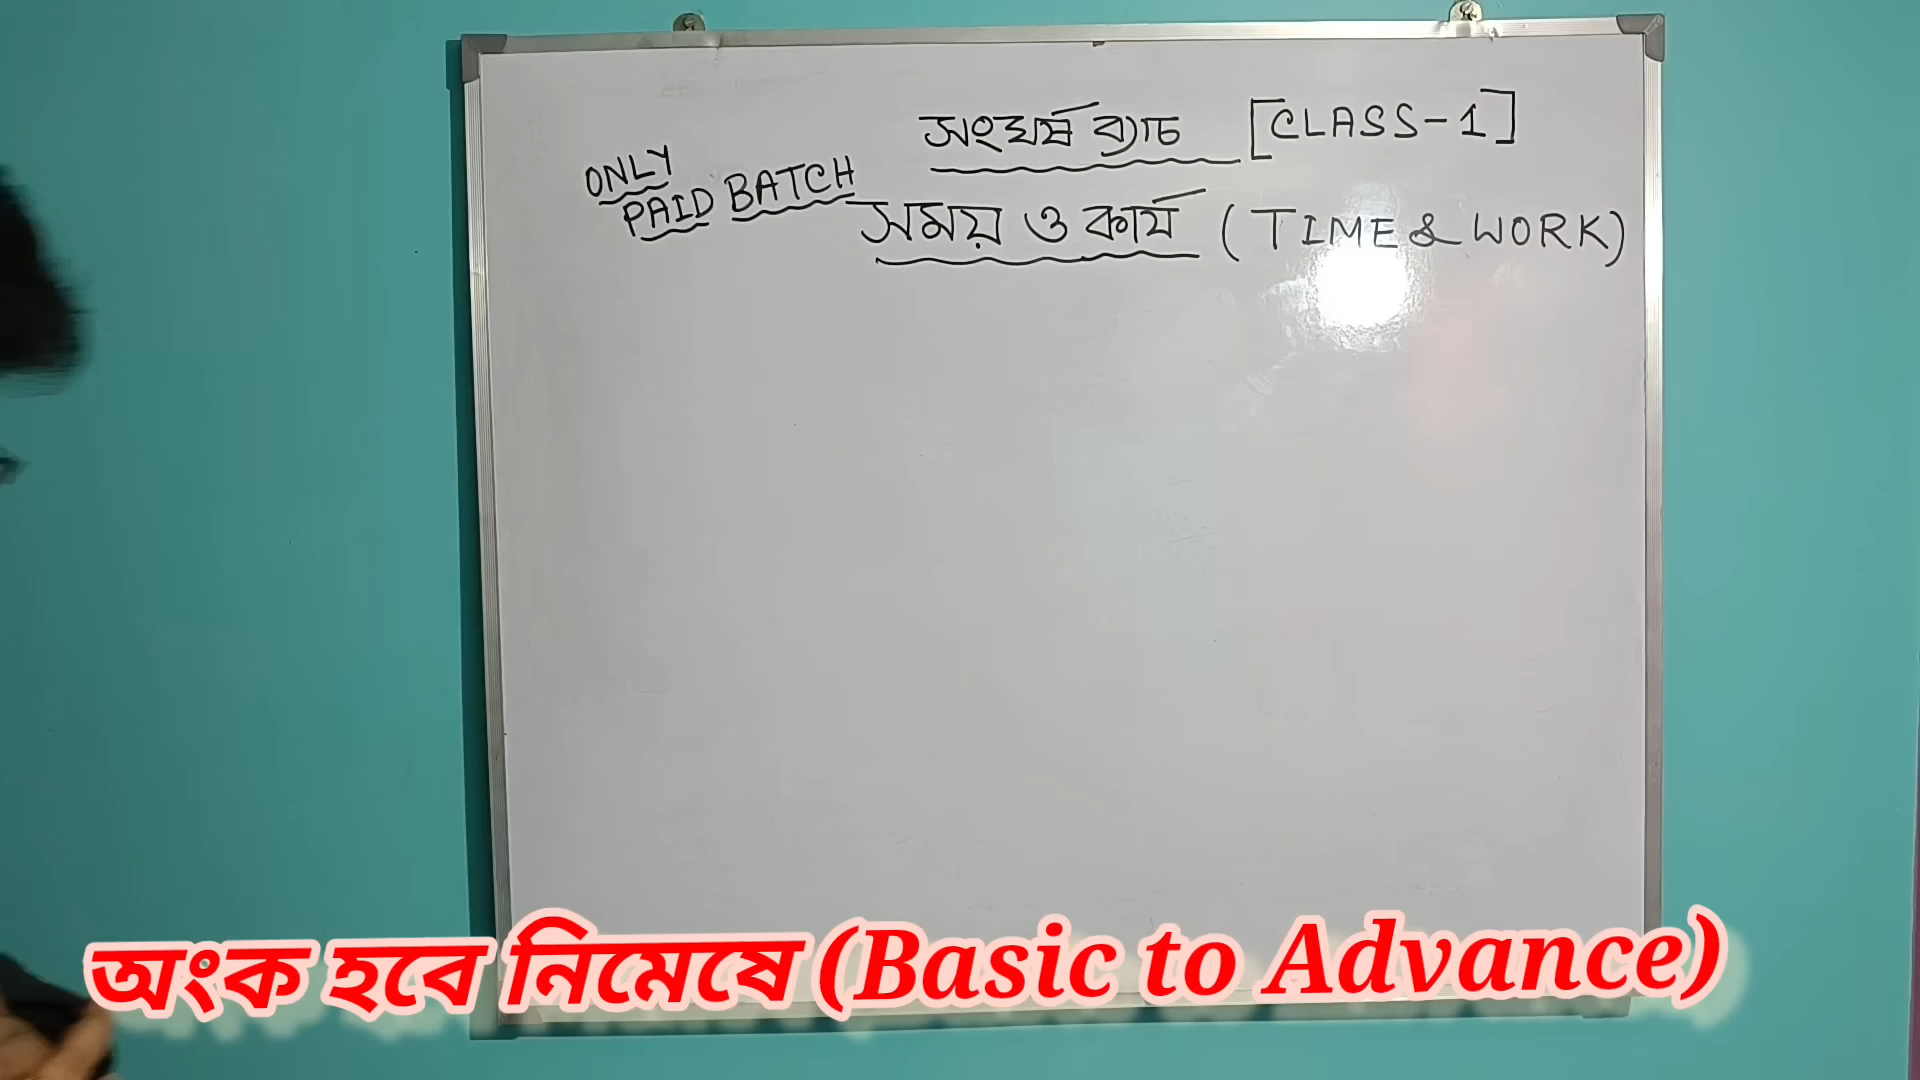 সংঘর্ষ ব্যাচ [CLASS-1]
ONLY
PAID BATCH
সময় ও কার্য (TIME & WORK)
অংক হবে নিমেষে (Basic to Advance)